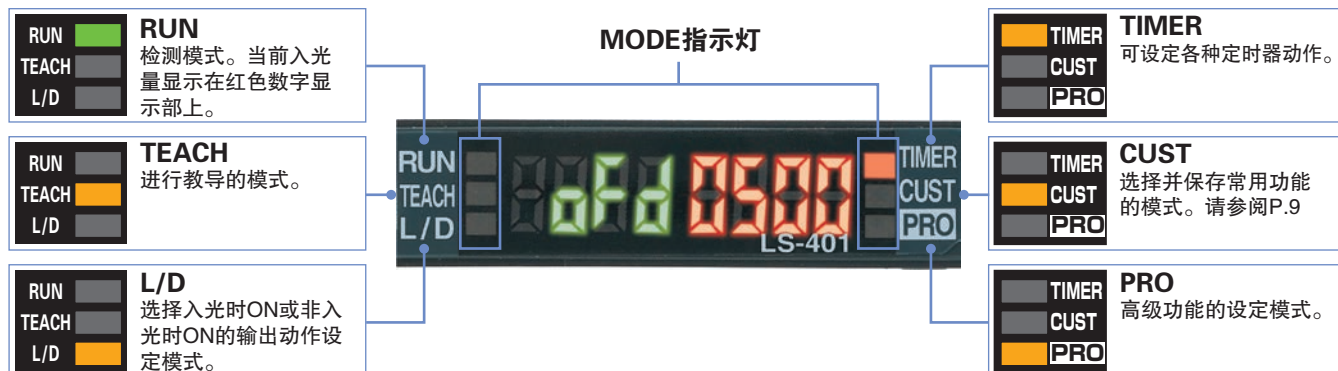 RUN
TEACH
L/D
RUN
检测模式。当前入光
量显示在红色数字显
示部上。
RUN
TEACH
L/D
TEACH
进行教导的模式。
RUN
TEACH
L/D
L/D
选择入光时ON或非入
光时ON的输出动作设
定模式。
MODE指示灯
RUN
TEACH
L/D
oFd 0500
LS-401
TIMER
CUST
PRO
TIMER
CUST
PRO
TIMER
可设定各种定时器动作。
TIMER
CUST
PRO
CUST
选择并保存常用功能
的模式。请参阅P.9
TIMER
CUST
PRO
PRO
高级功能的设定模式。